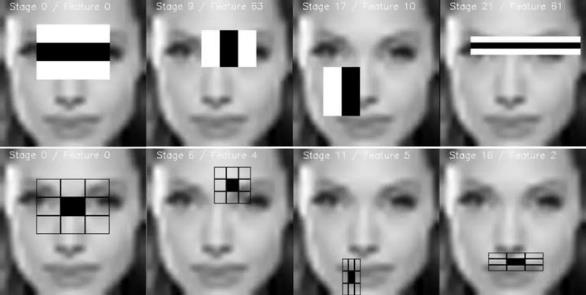 Stage 0 / Feature 0
Stage 9 / Feature 63
Stage 17 / Feature 10
Stage 21 / Feature 61
Stage 0 / Feature 0
Stage 6 / Feature 4
Stage 11 / Feature 5
Stage 16 / Feature 2